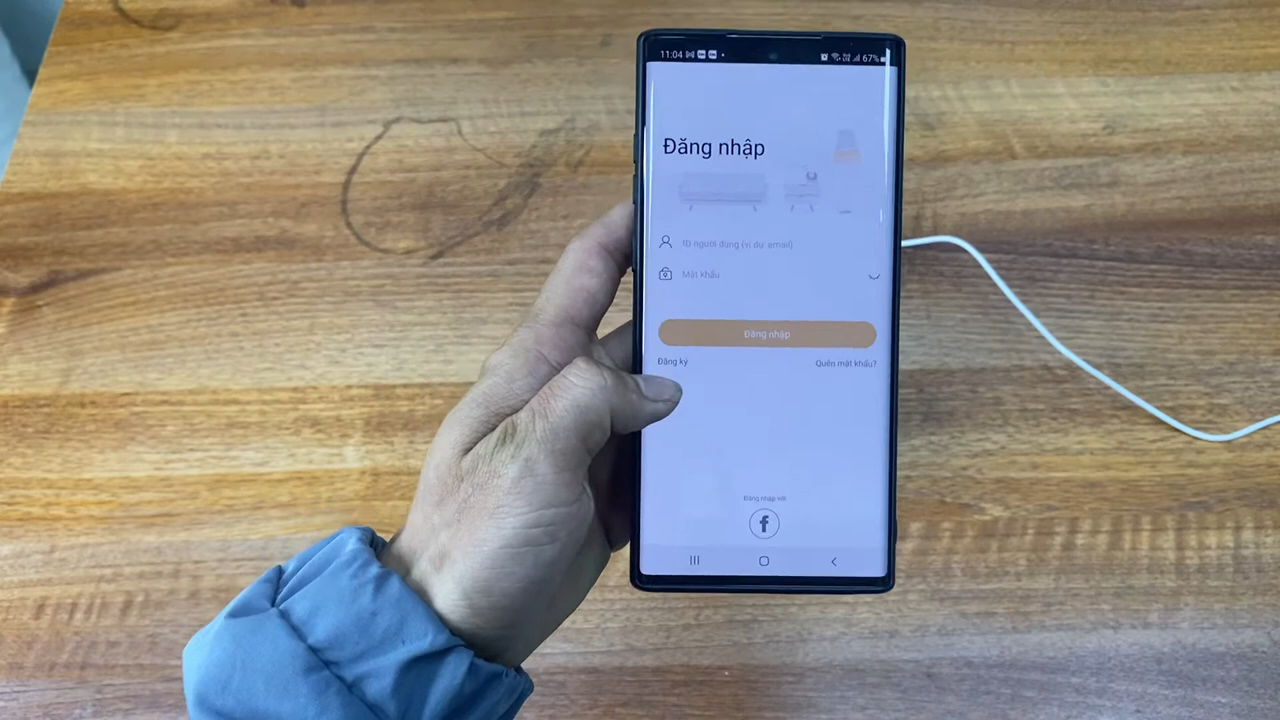 11:04
67%
Đăng nhập
ID người dùng (ví dụ: email)
Mật khẩu
Đăng nhập
Đăng ký
Quên mật khẩu?
Đăng nhập với
f